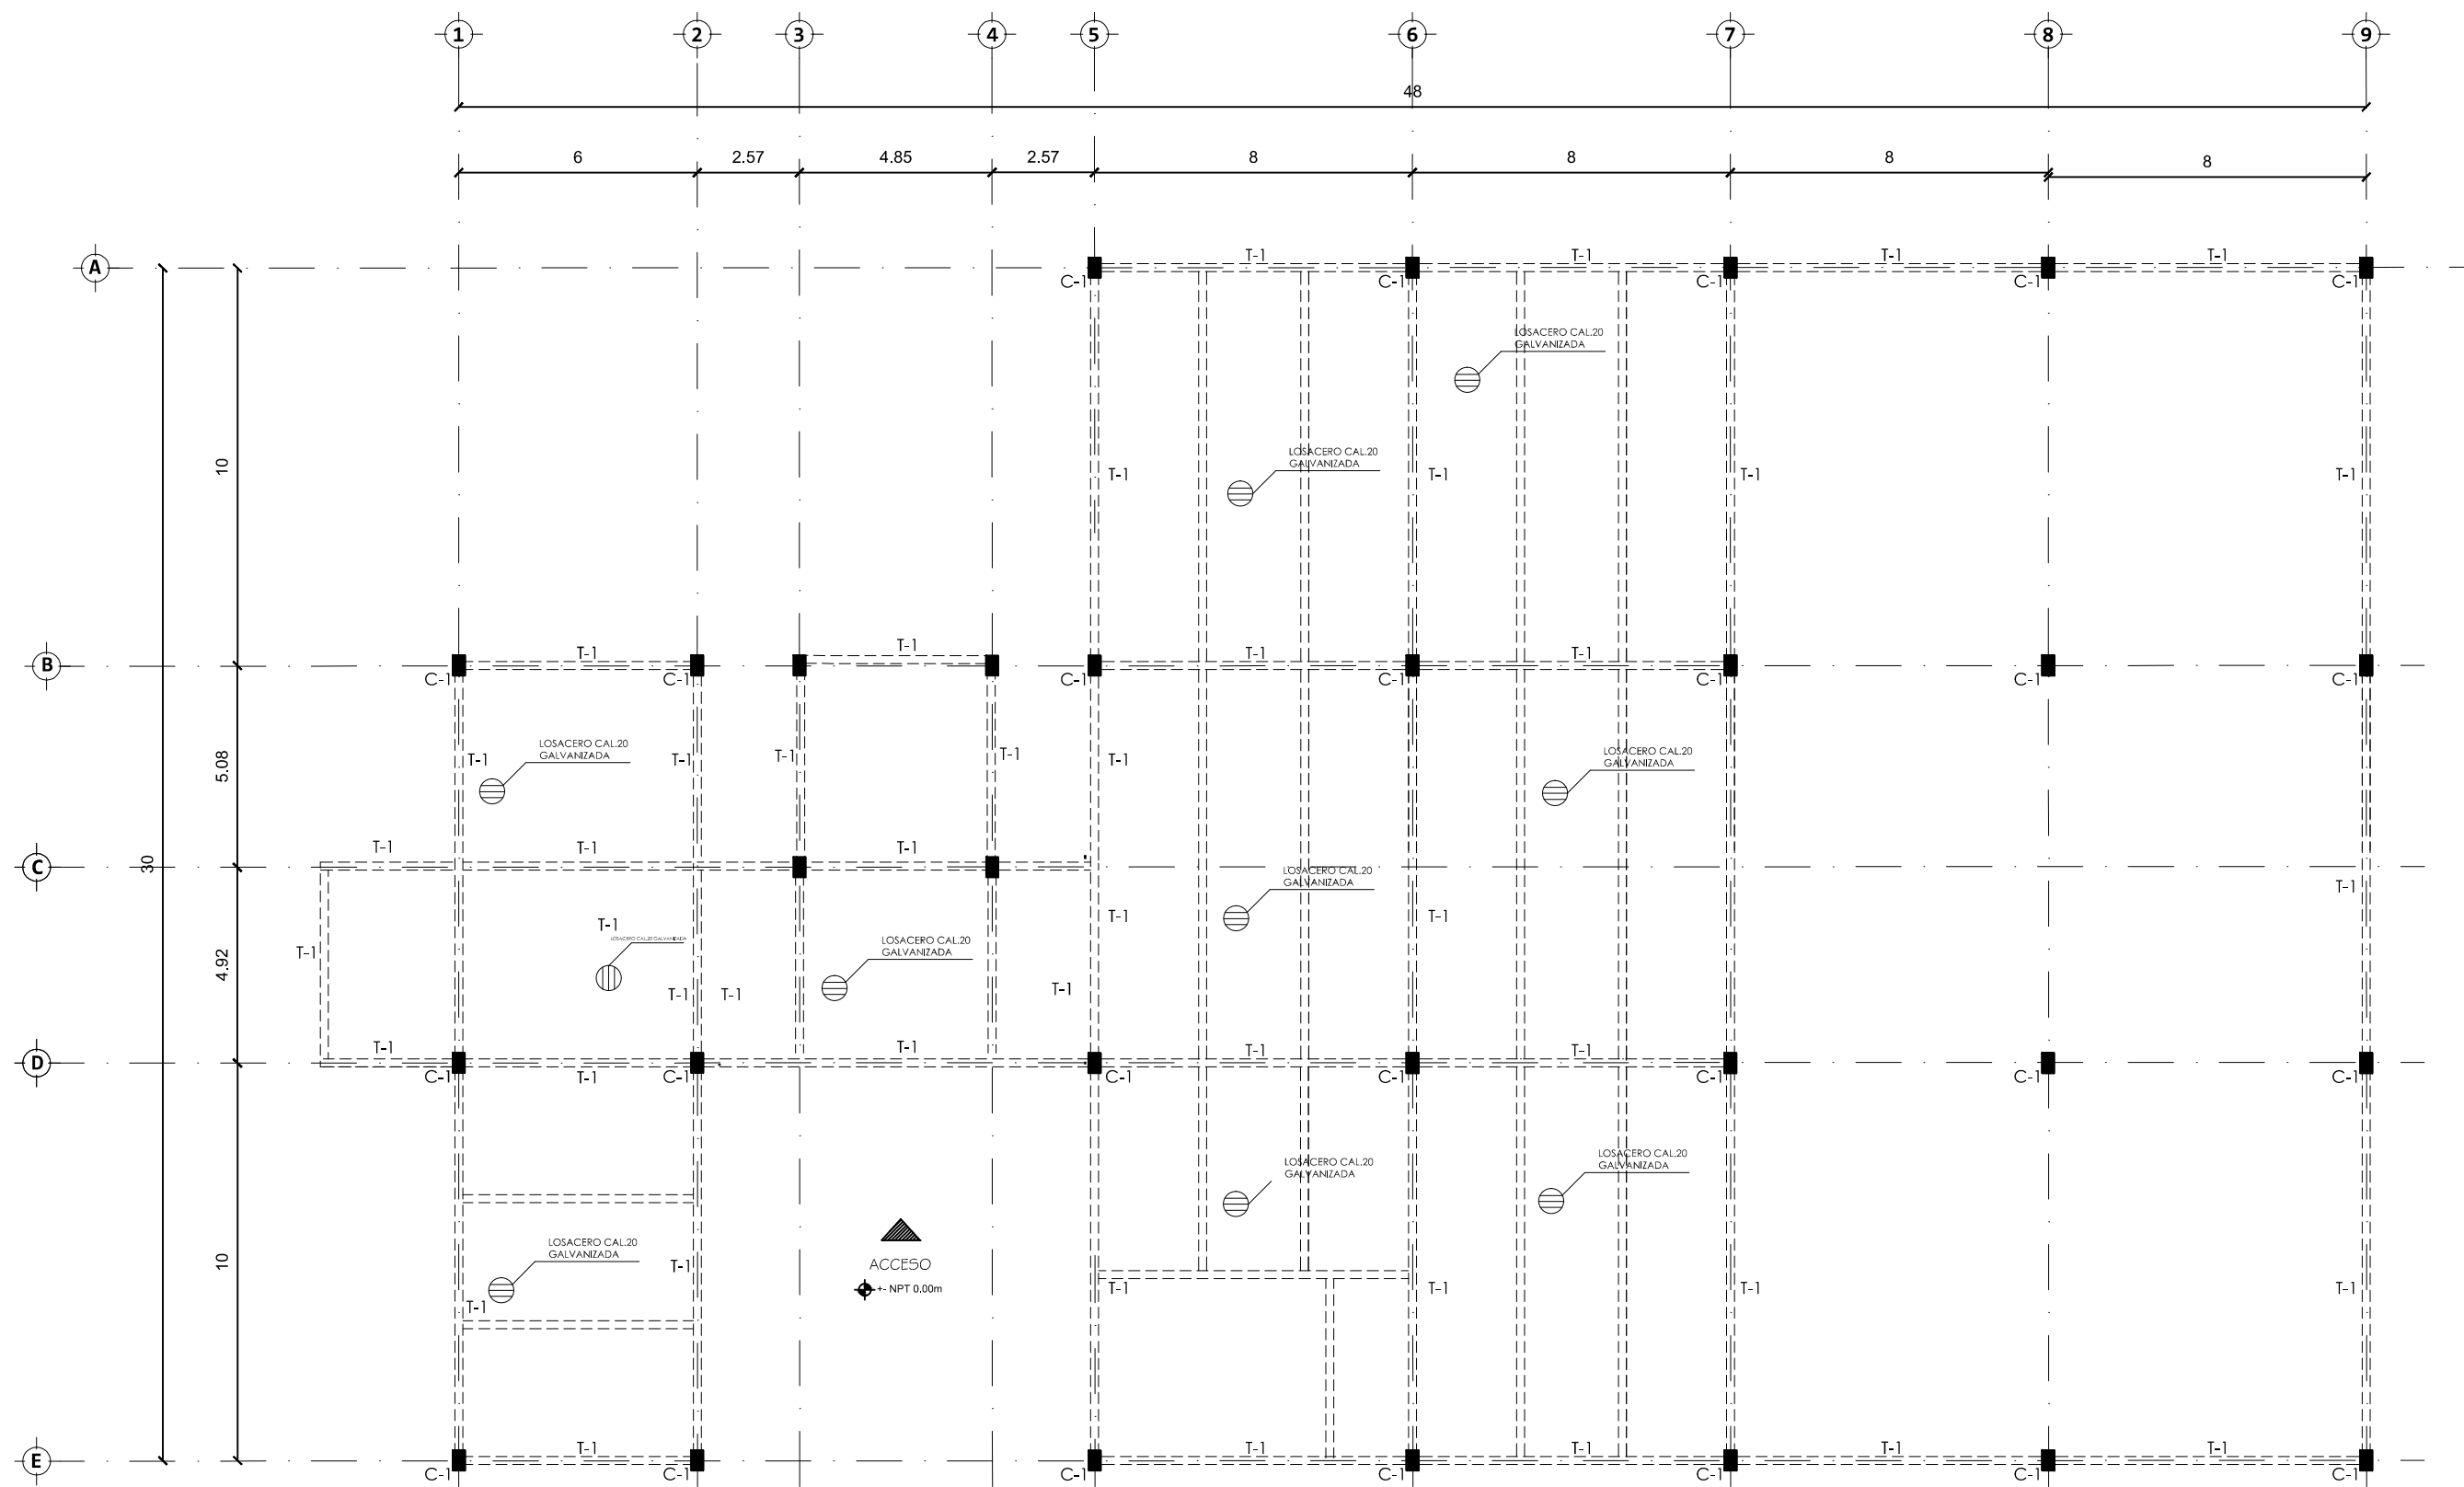 1 2 3 4 5 6 7 8 9
48
6 2.57 4.85 2.57 8 8 8 8
A
T-1 T-1 T-1 T-1
C-1 C-1 C-1 C-1 C-1
LOSACERO CAL.20
GALVANIZADA
LOSACERO CAL.20
GALVANIZADA
10
T-1 T-1 T-1 T-1
B
T-1 T-1 T-1 T-1
C-1 C-1 C-1 C-1 C-1 C-1 C-1
LOSACERO CAL.20
GALVANIZADA
LOSACERO CAL.20
GALVANIZADA
5.08
T-1 T-1 T-1 T-1 T-1
30
C
T-1 T-1 T-1
LOSACERO CAL.20
GALVANIZADA
T-1
T-1 T-1 T-1
LOSACERO CAL.20 GALVANIZADA
LOSACERO CAL.20
GALVANIZADA
4.92
T-1
T-1 T-1 T-1
D
T-1 T-1 T-1 T-1
C-1 T-1 C-1 C-1 C-1 C-1 C-1 C-1
LOSACERO CAL.20
GALVANIZADA
LOSACERO CAL.20
GALVANIZADA
LOSACERO CAL.20
GALVANIZADA
10
T-1
ACCESO
+- NPT 0.00m
T-1 T-1 T-1 T-1 T-1
E
T-1 T-1 T-1 T-1 T-1
C-1 C-1 C-1 C-1 C-1 C-1 C-1